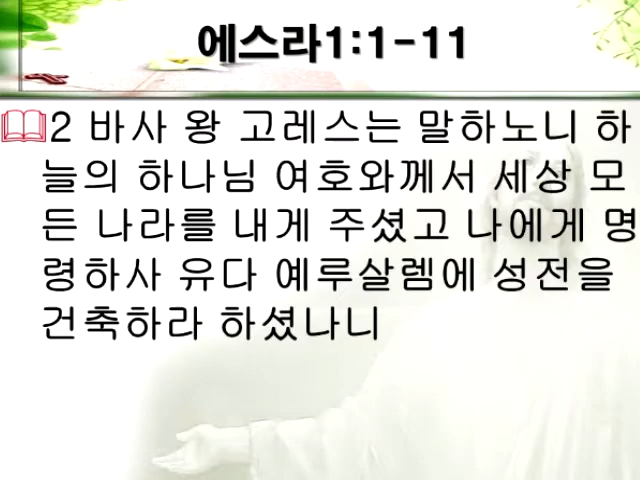 에스라1:1-11
2 바사 왕 고레스는 말하노니 하
늘의 하나님 여호와께서 세상 모
든 나라를 내게 주셨고 나에게 명
령하사 유다 예루살렘에 성전을
건축하라 하셨나니